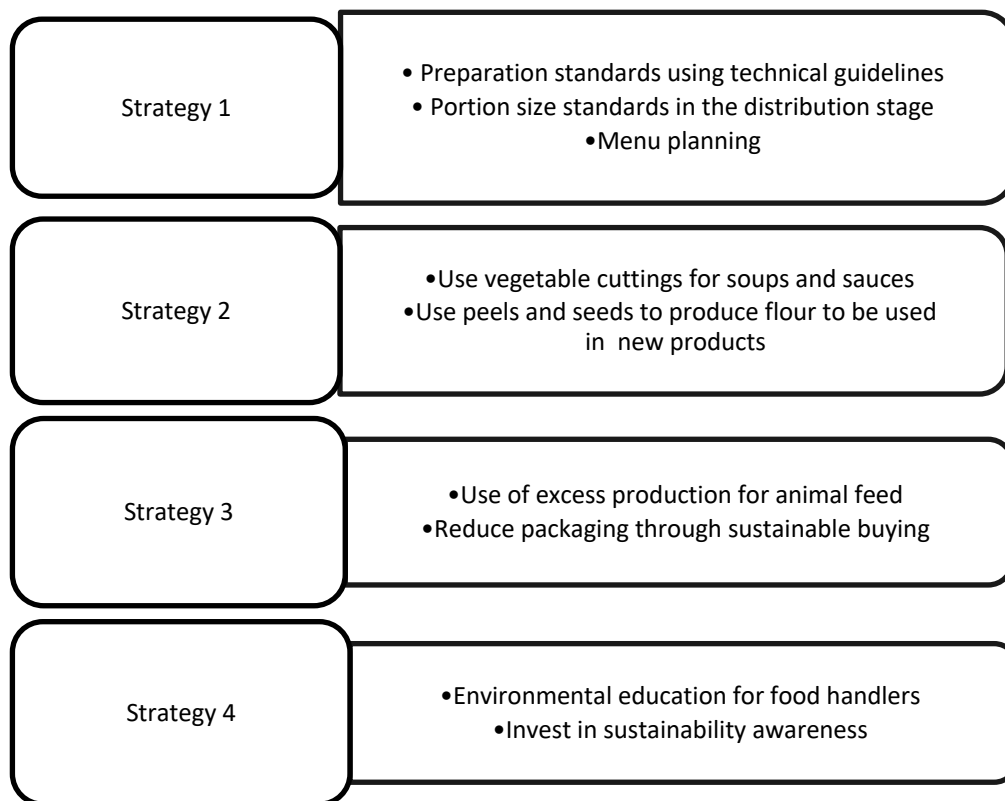 Strategy 1
• Preparation standards using technical guidelines
• Portion size standards in the distribution stage
•Menu planning
Strategy 2
•Use vegetable cuttings for soups and sauces
•Use peels and seeds to produce flour to be used
in new products
Strategy 3
•Use of excess production for animal feed
•Reduce packaging through sustainable buying
Strategy 4
•Environmental education for food handlers
•Invest in sustainability awareness